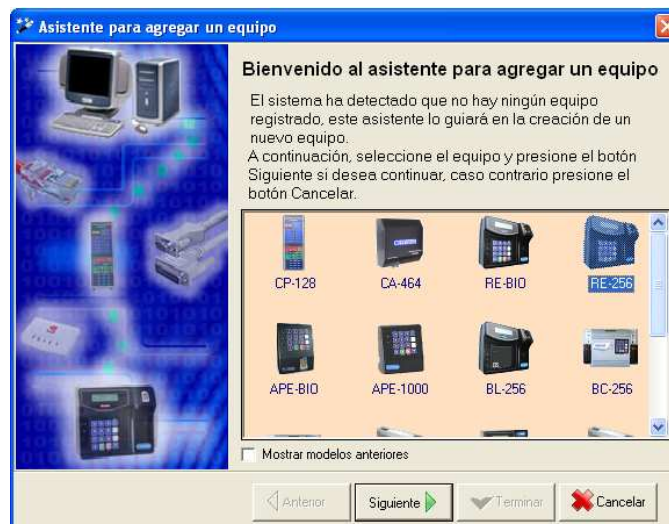 Asistente para agregar un equipo
Bienvenido al asistente para agregar un equipo
El sistema ha detectado que no hay ningún equipo
registrado, este asistente lo guiará en la creación de un
nuevo equipo.
A continuación, seleccione el equipo y presione el botón
Siguiente si desea continuar, caso contrario presione el
botón Cancelar.
CP-128 CA-464 RE-BIO RE-256
APE-BIO APE-1000 BL-256 BC-256
Mostrar modelos anteriores
Anterior Siguiente Terminar Cancelar